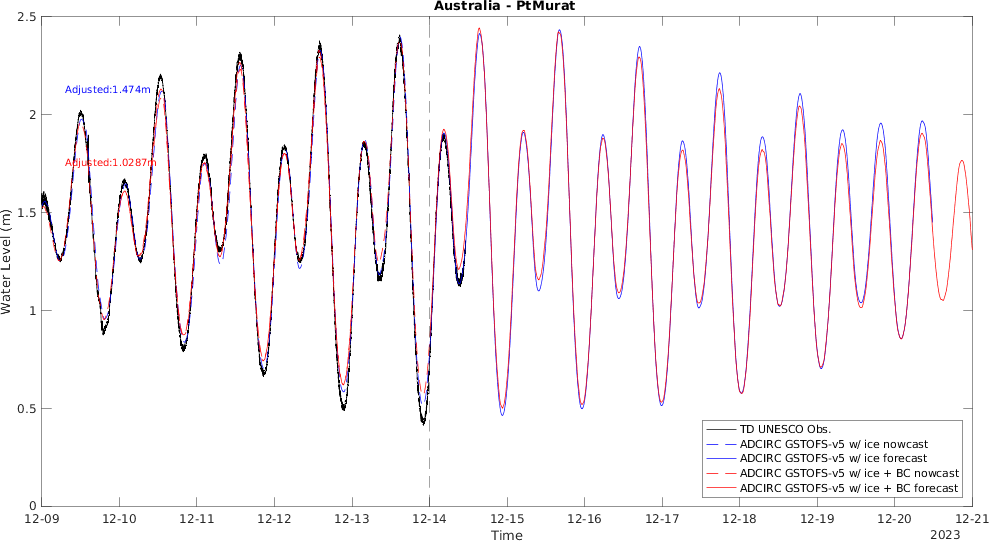 Australia - PtMurat
2.5
2
1.5
1
0.5
0
Water Level (m)
Adjusted:1.474m
Adjusted:1.0287m
TD UNESCO Obs.
ADCIRC GSTOFS-v5 w/ ice nowcast
ADCIRC GSTOFS-v5 w/ ice forecast
ADCIRC GSTOFS-v5 w/ ice + BC nowcast
ADCIRC GSTOFS-v5 w/ ice + BC forecast
12-09 12-10 12-11 12-12 12-13 12-14 12-15 12-16 12-17 12-18 12-19 12-20 12-21
Time
2023